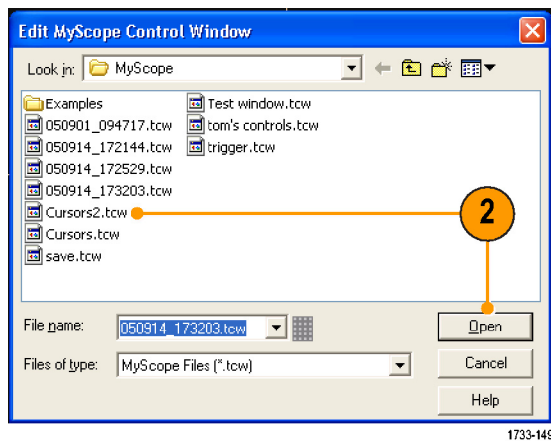 Edit MyScope Control Window
Look in: MyScope
Examples
050901_094717.tcw
050914_172144.tcw
050914_172529.tcw
050914_173203.tcw
Cursors2.tcw
Cursors.tcw
save.tcw
Test window.tcw
tom's controls.tcw
trigger.tcw
2
File name: 050914_173203.tcw
Open
Files of type: MyScope Files (*.tcw)
Cancel
Help
1733-149